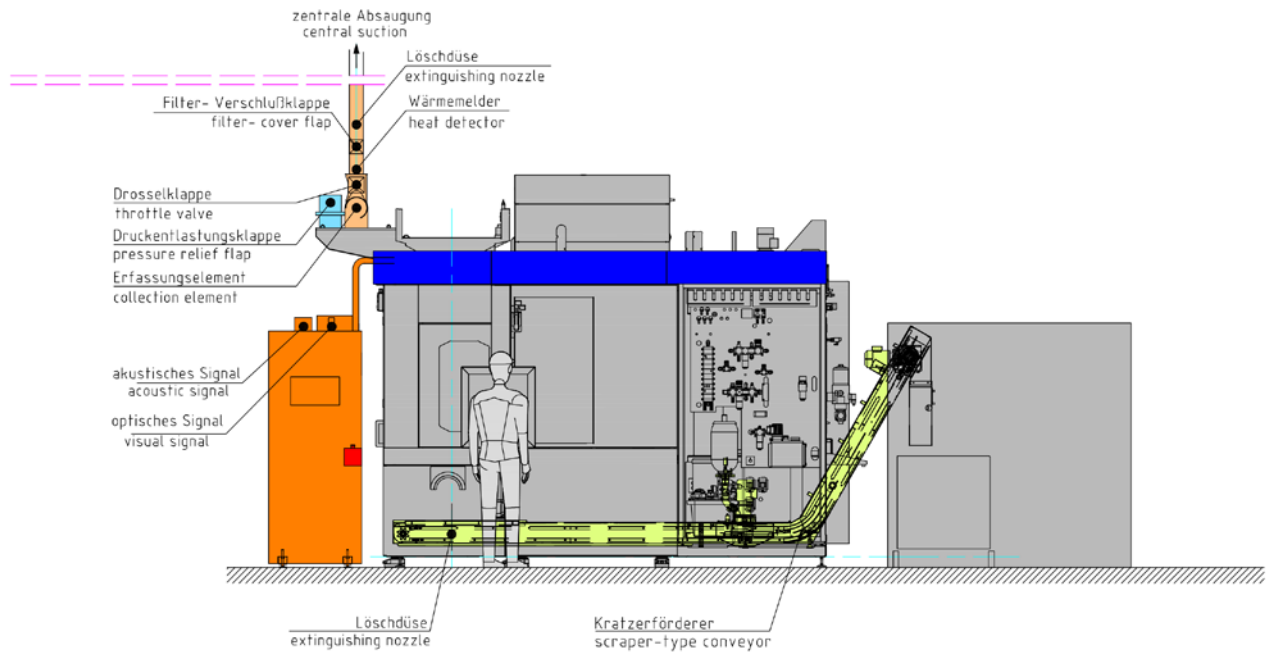 zentrale Absaugung
central suction
Löschdüse
extinguishing nozzle
Filter- Verschlußklappe
filter- cover flap
Wärmemelder
heat detector
Drosselklappe
throttle valve
Druckentlastungsklappe
pressure relief flap
Erfassungselement
collection element
akustisches Signal
acoustic signal
optisches Signal
visual signal
Löschdüse
extinguishing nozzle
Kratzerförderer
scraper-type conveyor